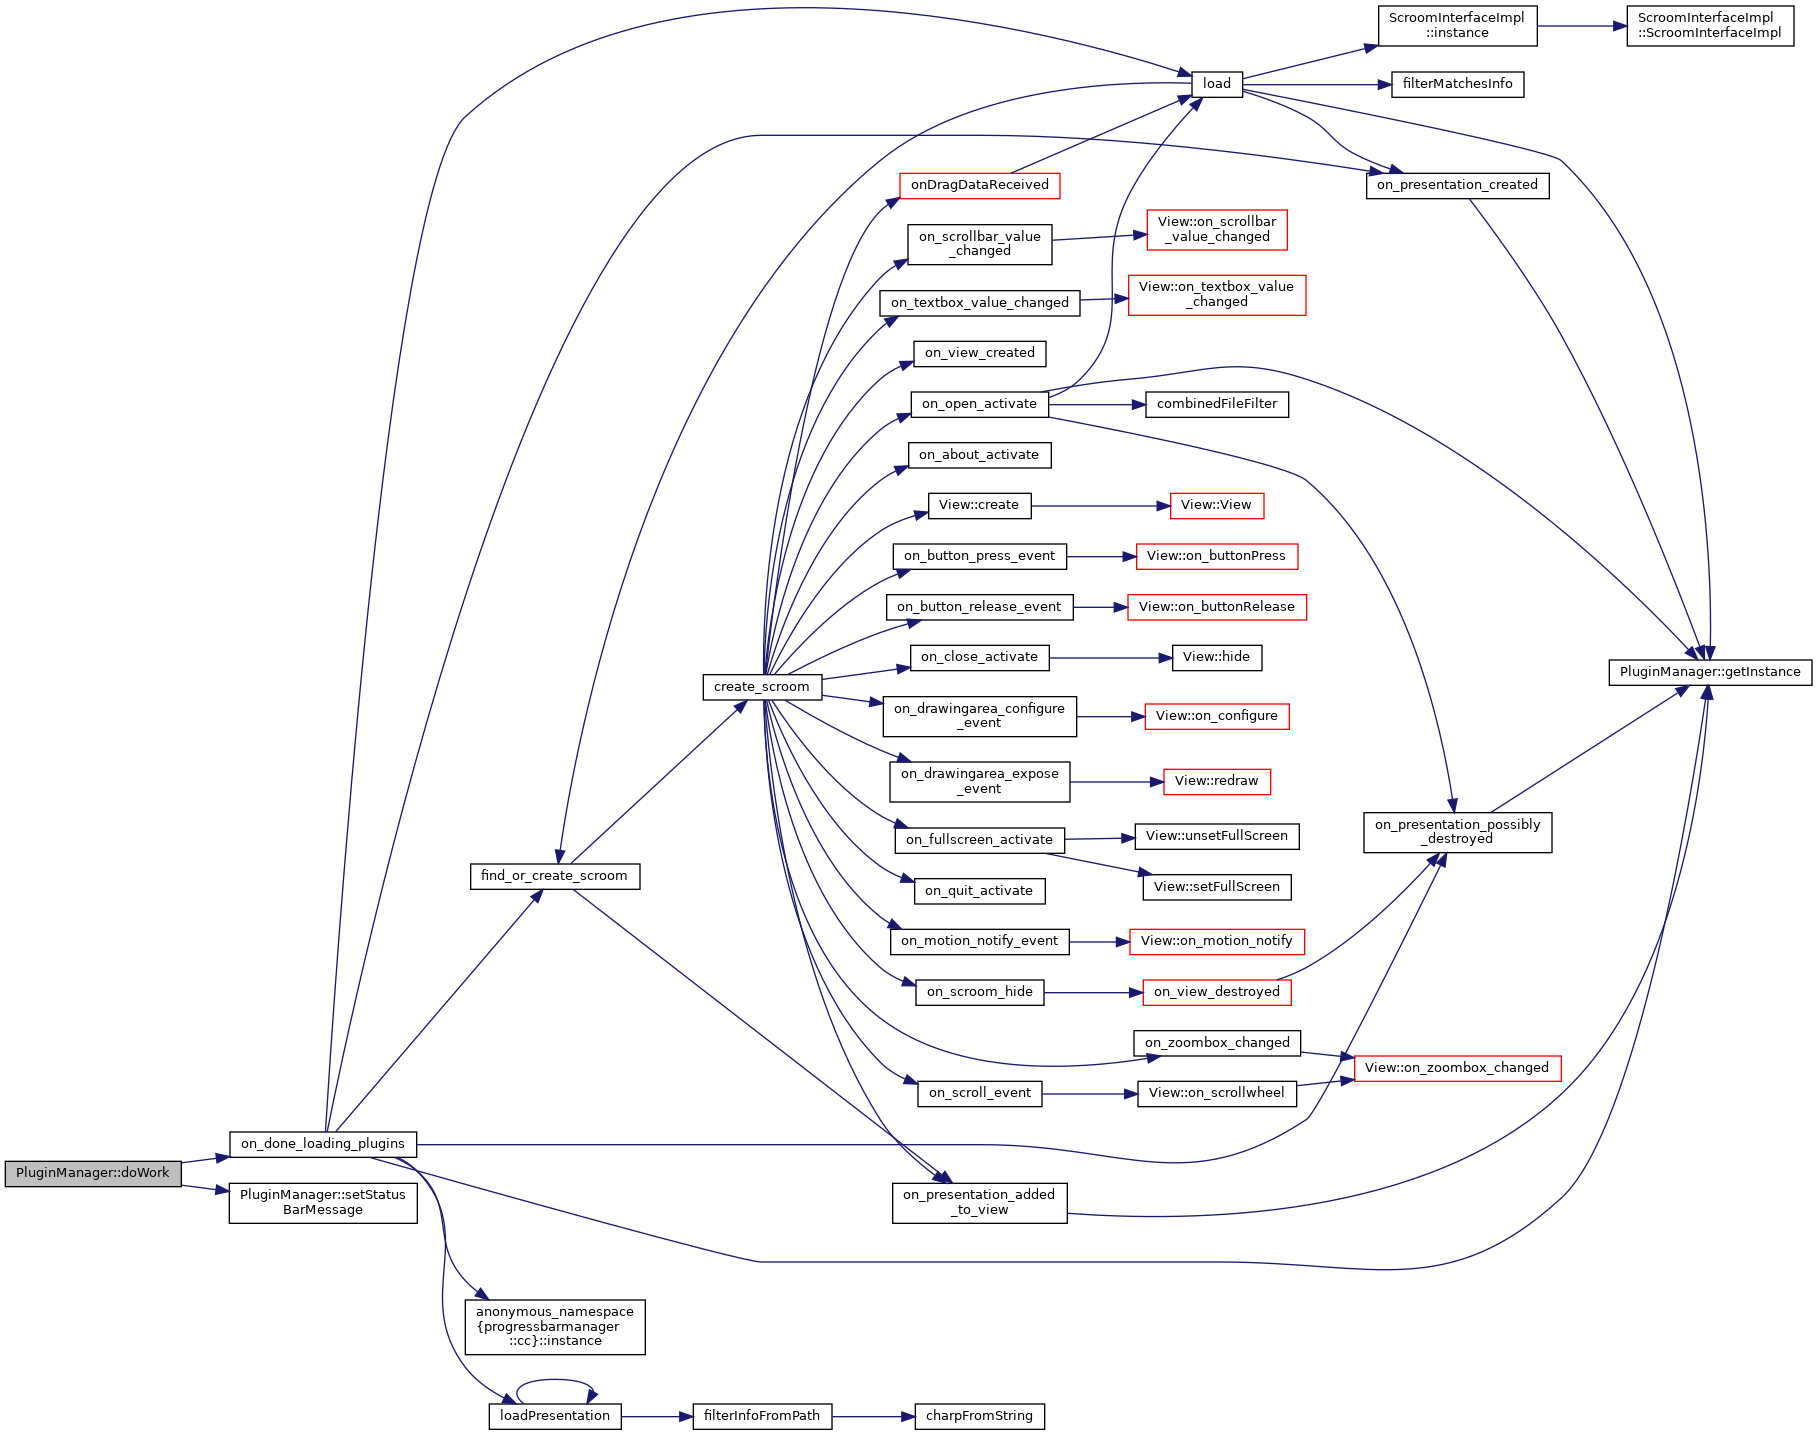 ScroomInterfaceImpl
::instance
ScroomInterfaceImpl
::ScroomInterfaceImpl
load
filterMatchesInfo
onDragDataReceived
on_presentation_created
on_scrollbar_value
_changed
View::on_scrollbar
_value_changed
on_textbox_value_changed
View::on_textbox_value
_changed
on_view_created
on_open_activate
combinedFileFilter
on_about_activate
View::create
View::View
on_button_press_event
View::on_buttonPress
on_button_release_event
View::on_buttonRelease
on_close_activate
View::hide
PluginManager::getInstance
create_scroom
on_drawingarea_configure
_event
View::on_configure
on_drawingarea_expose
_event
View::redraw
on_fullscreen_activate
View::unsetFullScreen
on_presentation_possibly
_destroyed
find_or_create_scroom
on_quit_activate
View::setFullScreen
on_motion_notify_event
View::on_motion_notify
on_scroom_hide
on_view_destroyed
on_zoombox_changed
View::on_zoombox_changed
on_scroll_event
View::on_scrollwheel
on_done_loading_plugins
PluginManager::doWork
PluginManager::setStatus
BarMessage
on_presentation_added
_to_view
anonymous_namespace
{progressbarmanager
::cc}::instance
loadPresentation
filterInfoFromPath
charpFromString